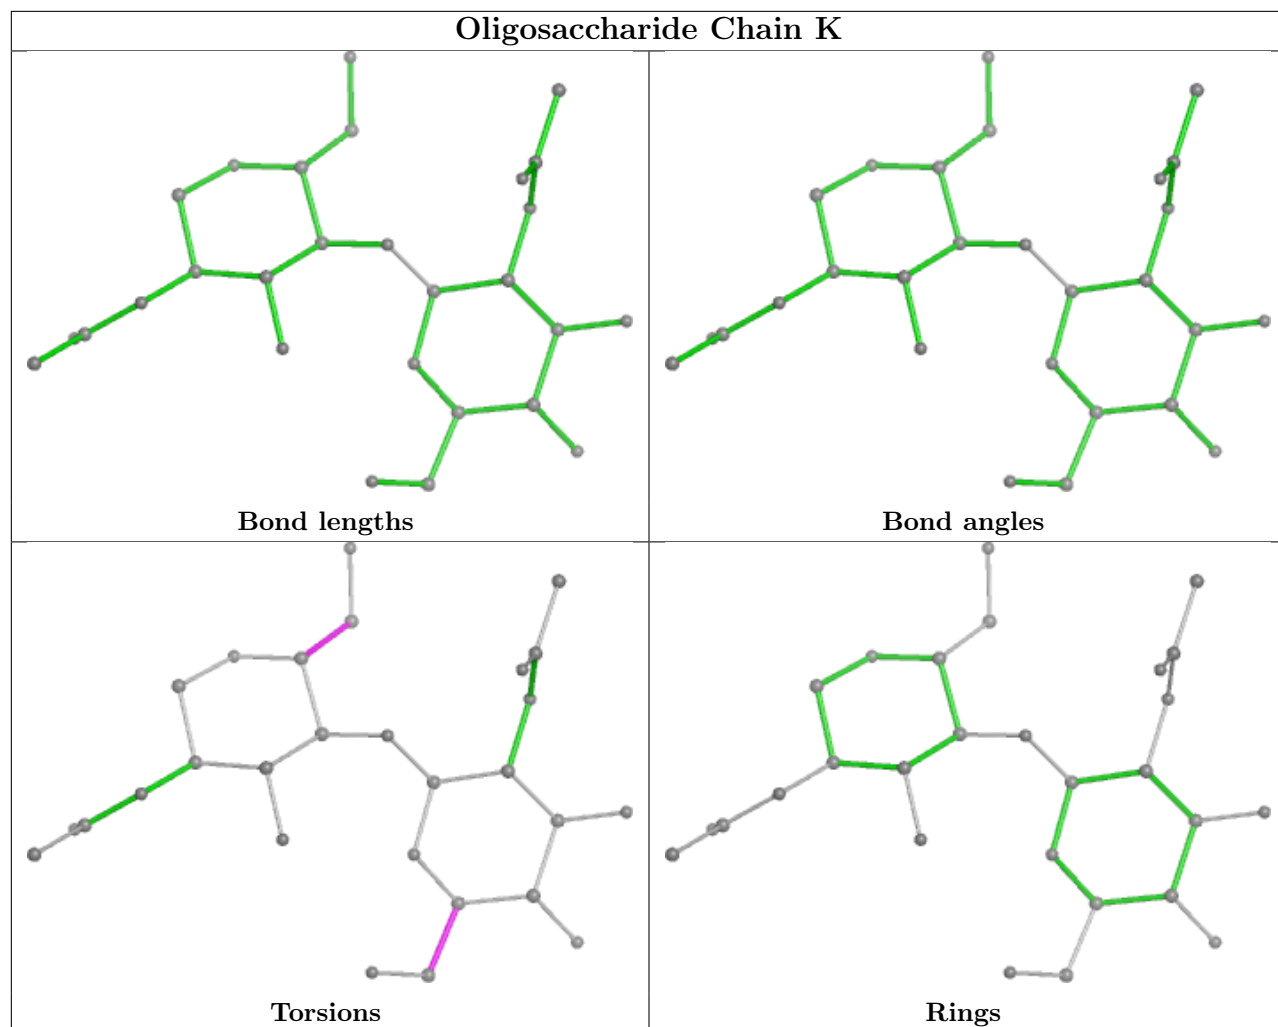 Oligosaccharide Chain K
Bond lengths
Bond angles
Torsions
Rings